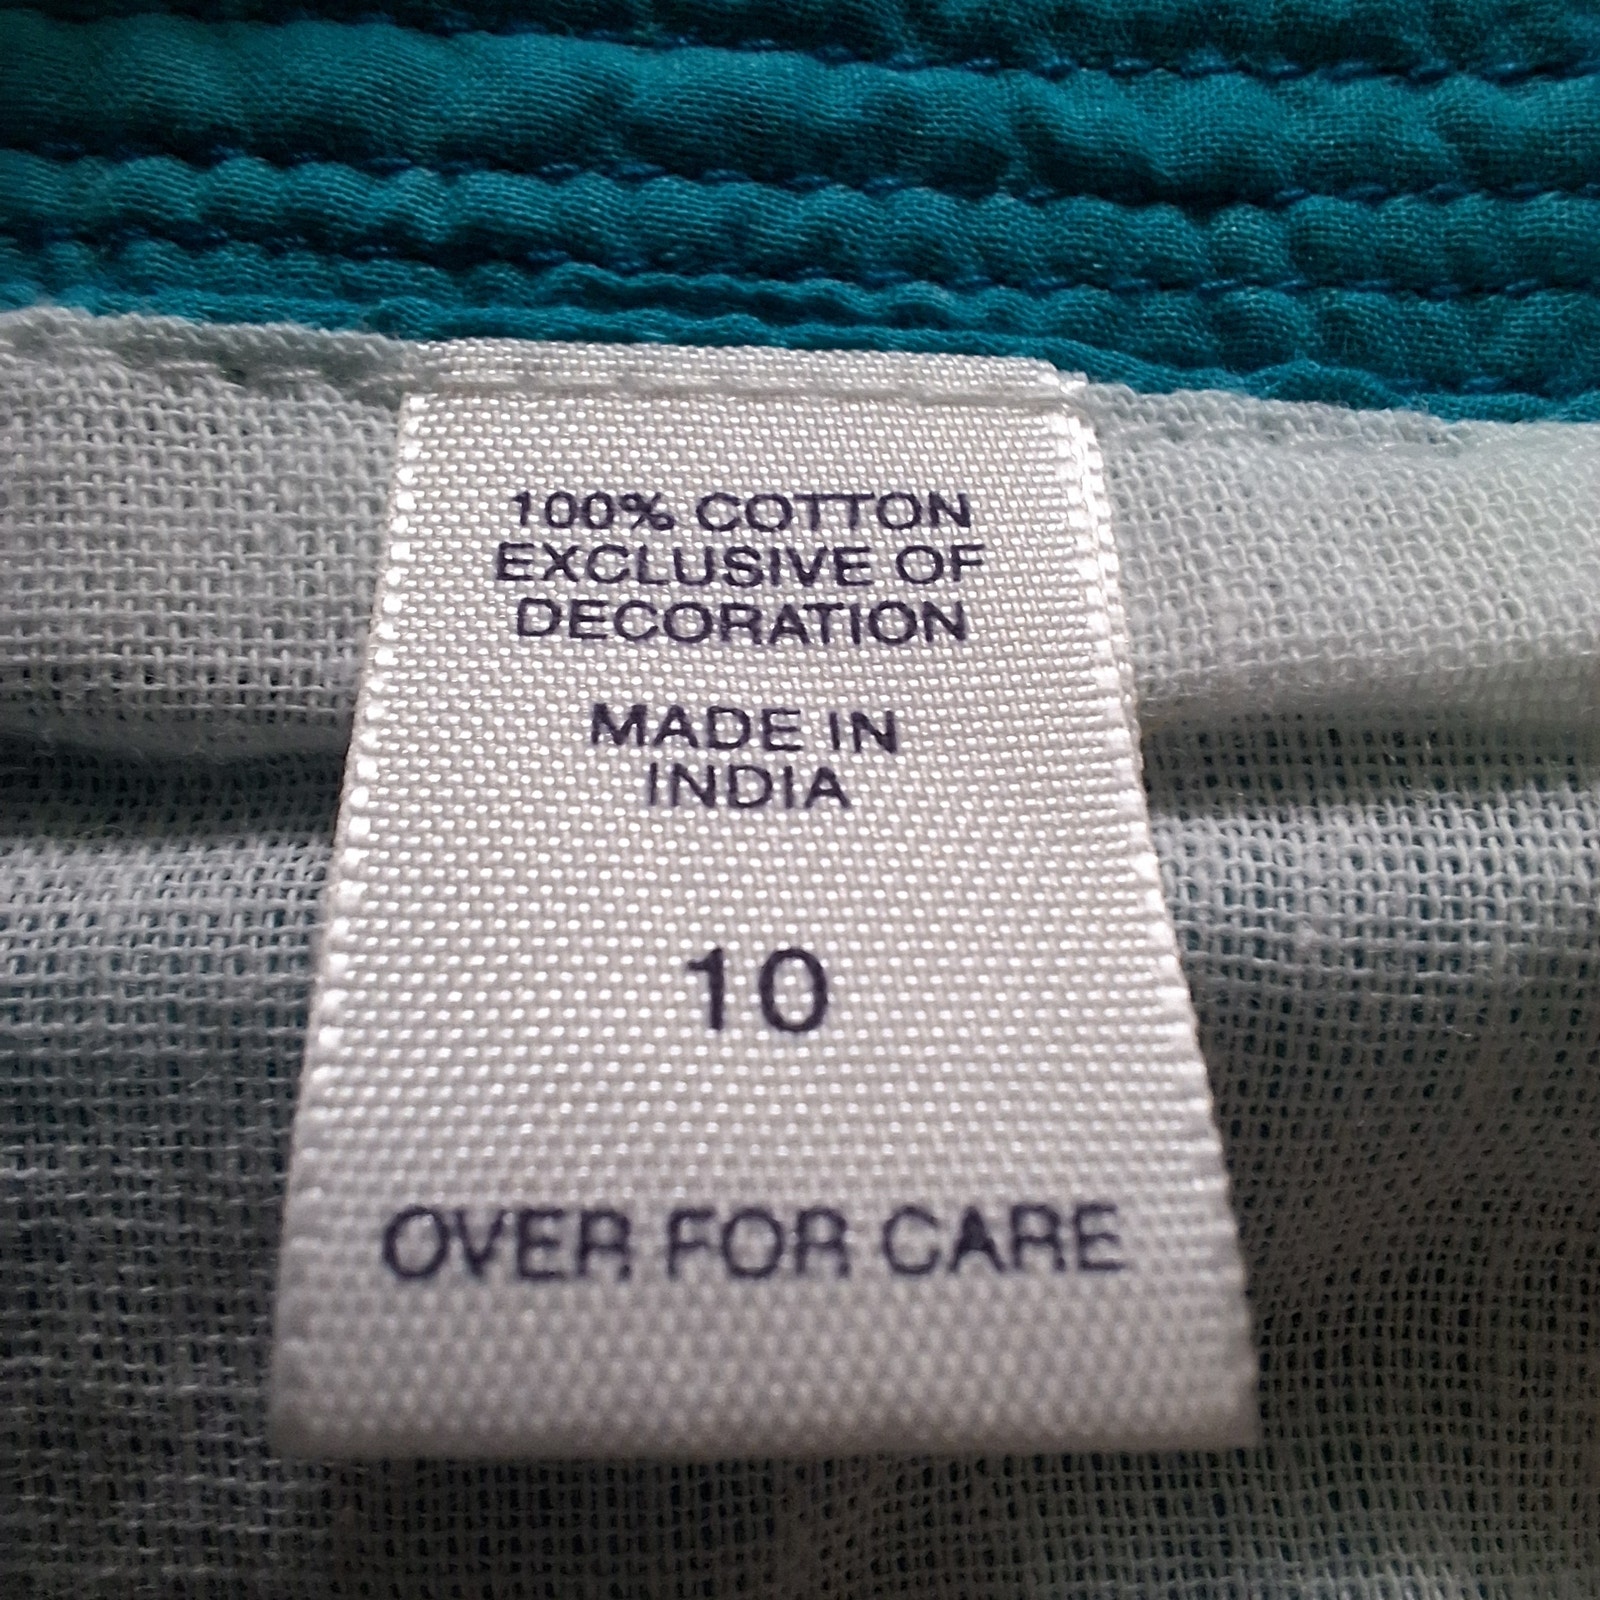 100% COTTON
EXCLUSIVE OF
DECORATION
MADE IN
INDIA
10
OVER FOR CARE